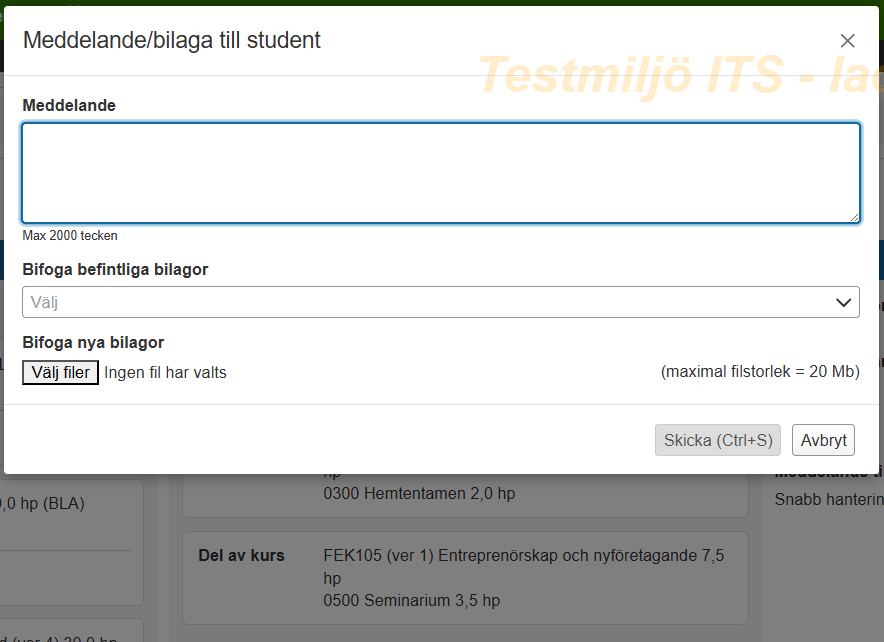 Meddelande/bilaga till student
Testmiljö ITS -
Meddelande
Max 2000 tecken
Bifoga befintliga bilagor
Välj
Bifoga nya bilagor
Välj filer Ingen fil har valts (maximal filstorlek = 20 Mb)
Skicka (Ctrl+S) Avbryt
hp
0300 Hemtentamen 2,0 hp
,0 hp (BLA)
Snabb hanterin
Del av kurs FEK105 (ver 1) Entreprenörskap och nyföretagande 7,5
hp
0500 Seminarium 3,5 hp
(ver 4) 30,0 hp